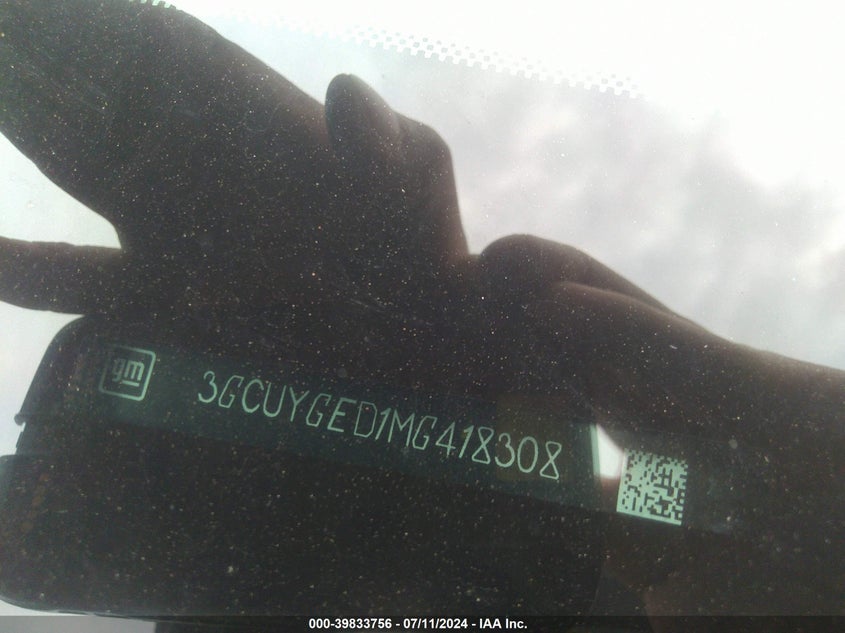 gm
3GCUYGED1MG418308
000-39833756 - 07/11/2024 - IAA Inc.